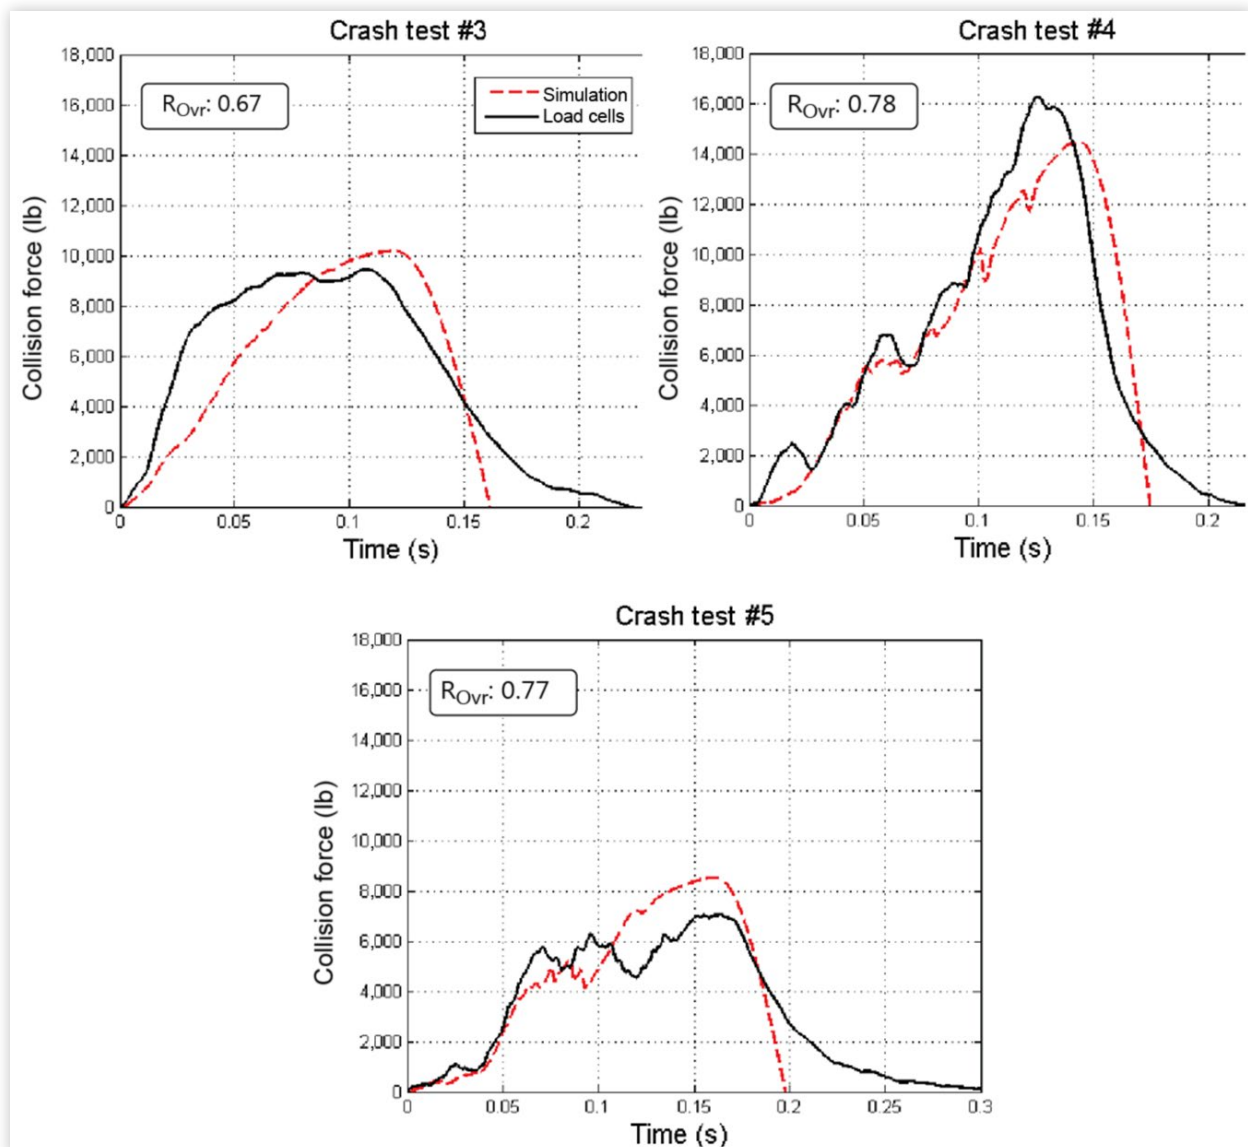 Crash test #3
18,000
16,000
14,000
12,000
10,000
8,000
6,000
4,000
2,000
0
Collision force (lb)
R_Ovr: 0.67
Simulation
Load cells
0 0.05 0.1 0.15 0.2
Time (s)
Crash test #4
18,000
16,000
14,000
12,000
10,000
8,000
6,000
4,000
2,000
0
Collision force (lb)
R_Ovr: 0.78
0 0.05 0.1 0.15 0.2
Time (s)
Crash test #5
18,000
16,000
14,000
12,000
10,000
8,000
6,000
4,000
2,000
0
Collision force (lb)
R_Ovr: 0.77
0 0.05 0.1 0.15 0.2 0.25 0.3
Time (s)